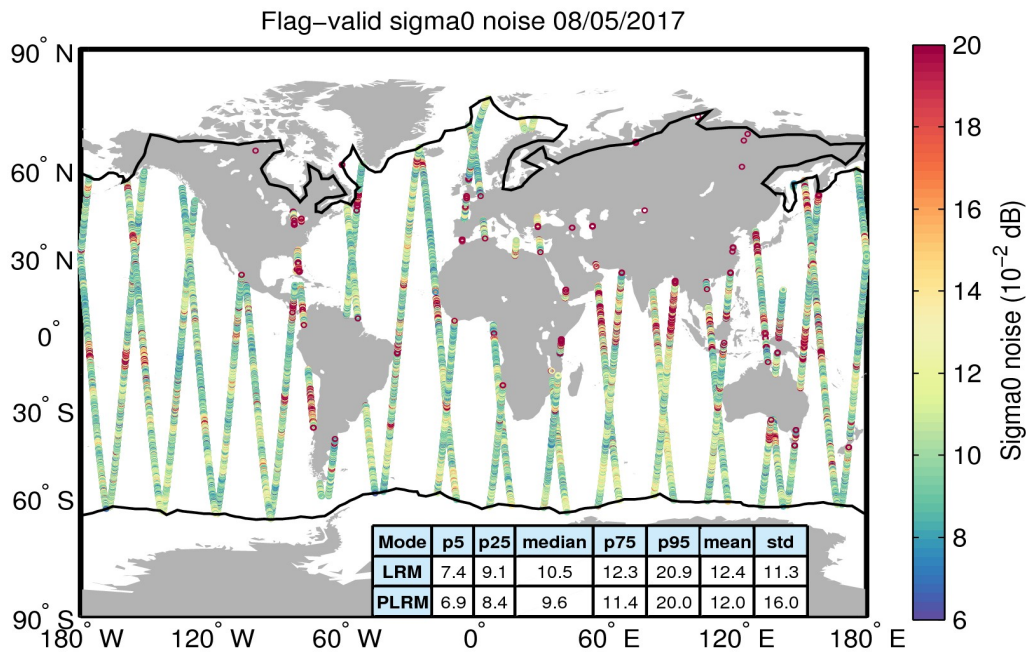 Flag−valid sigma0 noise 08/05/2017
90° N
60° N
30° N
0°
30° S
60° S
90° S
180° W 120° W 60° W 0° 60° E 120° E 180° E
Mode p5 p25 median p75 p95 mean std
LRM 7.4 9.1 10.5 12.3 20.9 12.4 11.3
PLRM 6.9 8.4 9.6 11.4 20.0 12.0 16.0
20
18
16
14
12
10
8
6
Sigma0 noise (10−2 dB)